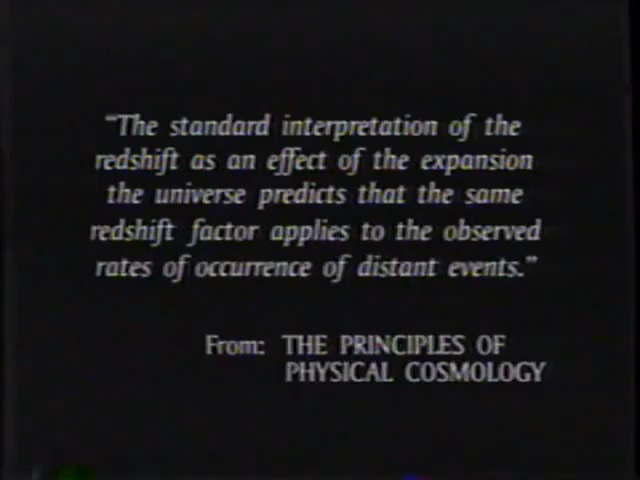 “The standard interpretation of the
redshift as an effect of the expansion
the universe predicts that the same
redshift factor applies to the observed
rates of occurrence of distant events.”
From: THE PRINCIPLES OF
PHYSICAL COSMOLOGY